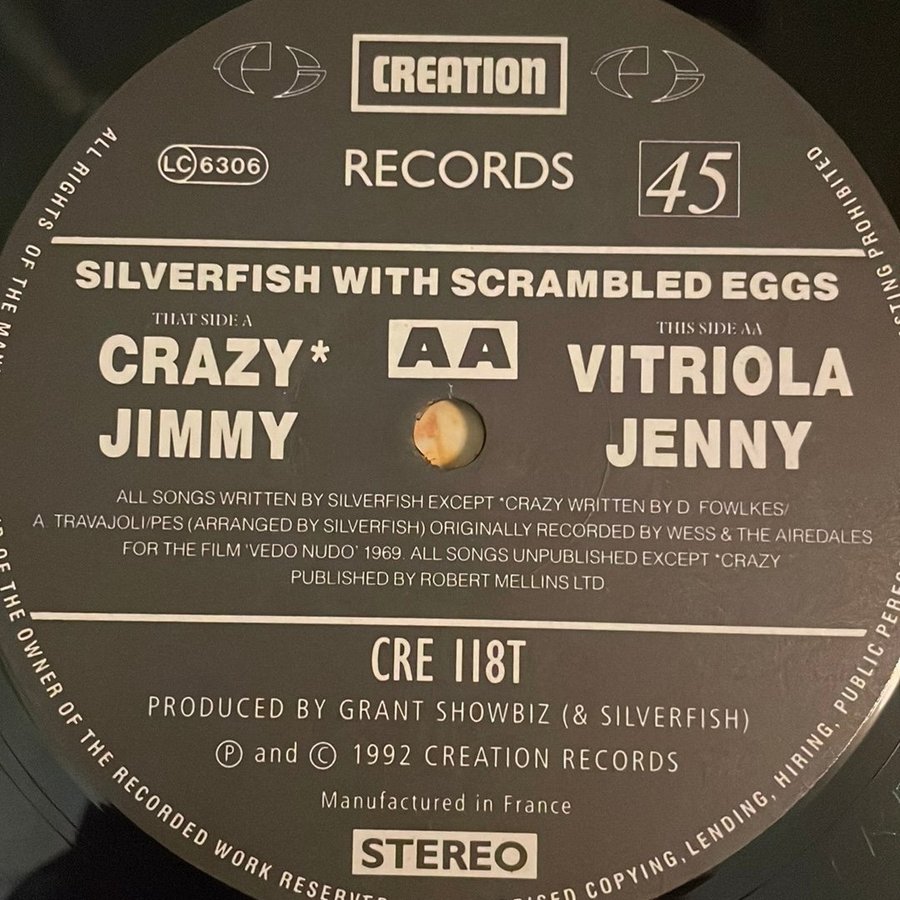 CREATION
RECORDS
LC 6306
45
SILVERFISH WITH SCRAMBLED EGGS
THAT SIDE A
CRAZY*
JIMMY
AA
THIS SIDE AA
VITRIOLA
JENNY
ALL SONGS WRITTEN BY SILVERFISH EXCEPT *CRAZY WRITTEN BY D. FOWLKES/
A. TRAVAJOLI/PES (ARRANGED BY SILVERFISH) ORIGINALLY RECORDED BY WESS & THE AIREDALES
FOR THE FILM 'VEDO NUDO' 1969. ALL SONGS UNPUBLISHED EXCEPT *CRAZY
PUBLISHED BY ROBERT MELLINS LTD
CRE 118T
PRODUCED BY GRANT SHOWBIZ (& SILVERFISH)
Ⓟ and © 1992 CREATION RECORDS
Manufactured in France
STEREO
ALL RIGHTS OF THE
OF THE OWNER OF THE RECORDED WORK
COPYING, LENDING, HIRING, PUBLIC
PROHIBITED